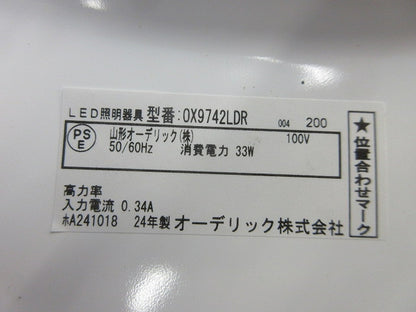 LED照明器具 型番:OX9742LDR 004 200
PSE 山形オーデリック(株) 100V
50/60Hz 消費電力 33W
高力率
入力電流 0.34A
ホA241018 24年製 オーデリック株式会社
★位置合わせマーク★